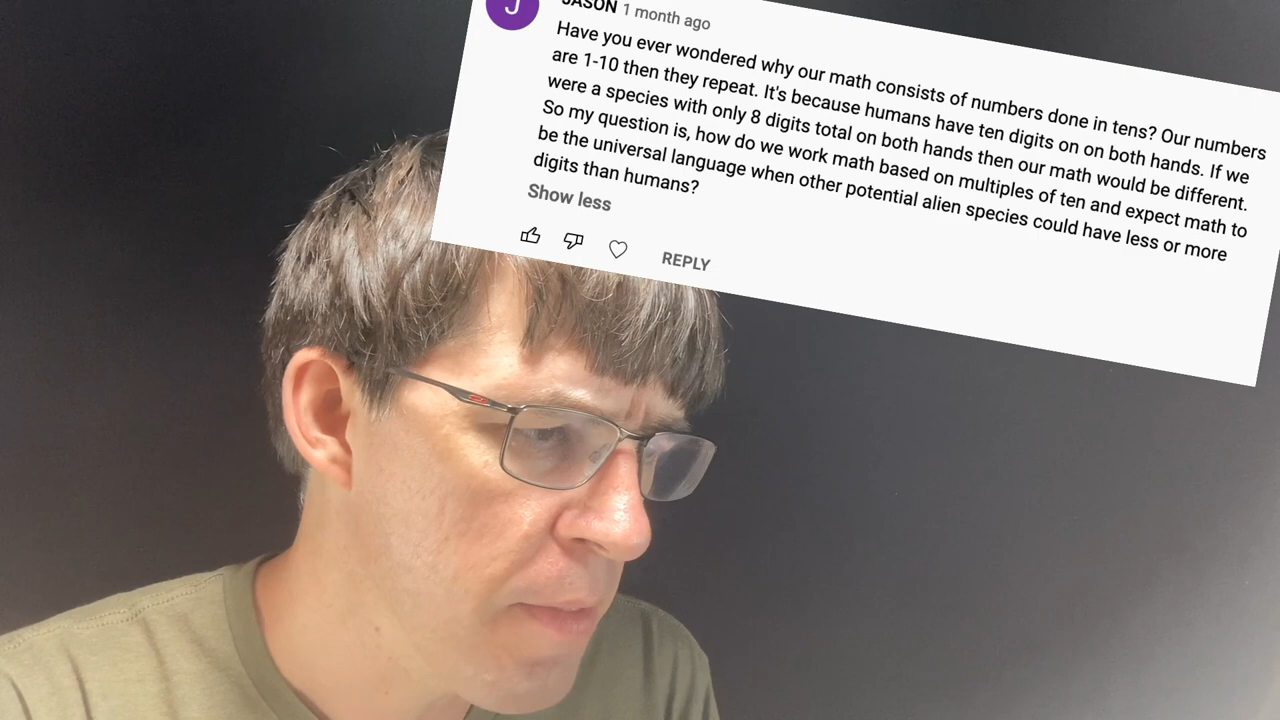 J
JASON 1 month ago
Have you ever wondered why our math consists of numbers done in tens? Our numbers
are 1-10 then they repeat. It's because humans have ten digits on on both hands. If we
were a species with only 8 digits total on both hands then our math would be different.
So my question is, how do we work math based on multiples of ten and expect math to
be the universal language when other potential alien species could have less or more
digits than humans?
Show less
REPLY